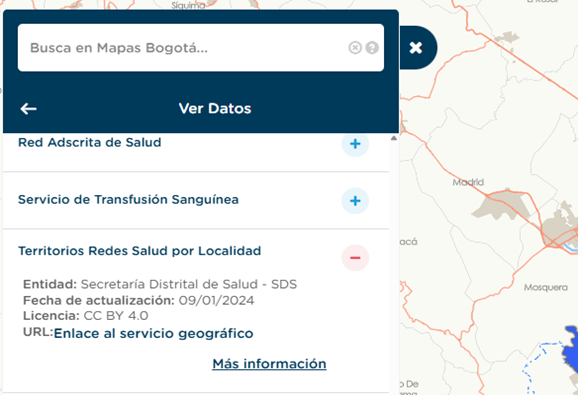 Siquima
Busca en Mapas Bogotá...
Ver Datos
Red Adscrita de Salud
Servicio de Transfusión Sanguínea
Madrid
Territorios Redes Salud por Localidad
Entidad: Secretaría Distrital de Salud - SDS
Fecha de actualización: 09/01/2024
Licencia: CC BY 4.0
URL:Enlace al servicio geográfico
Mosquera
Más información
o De